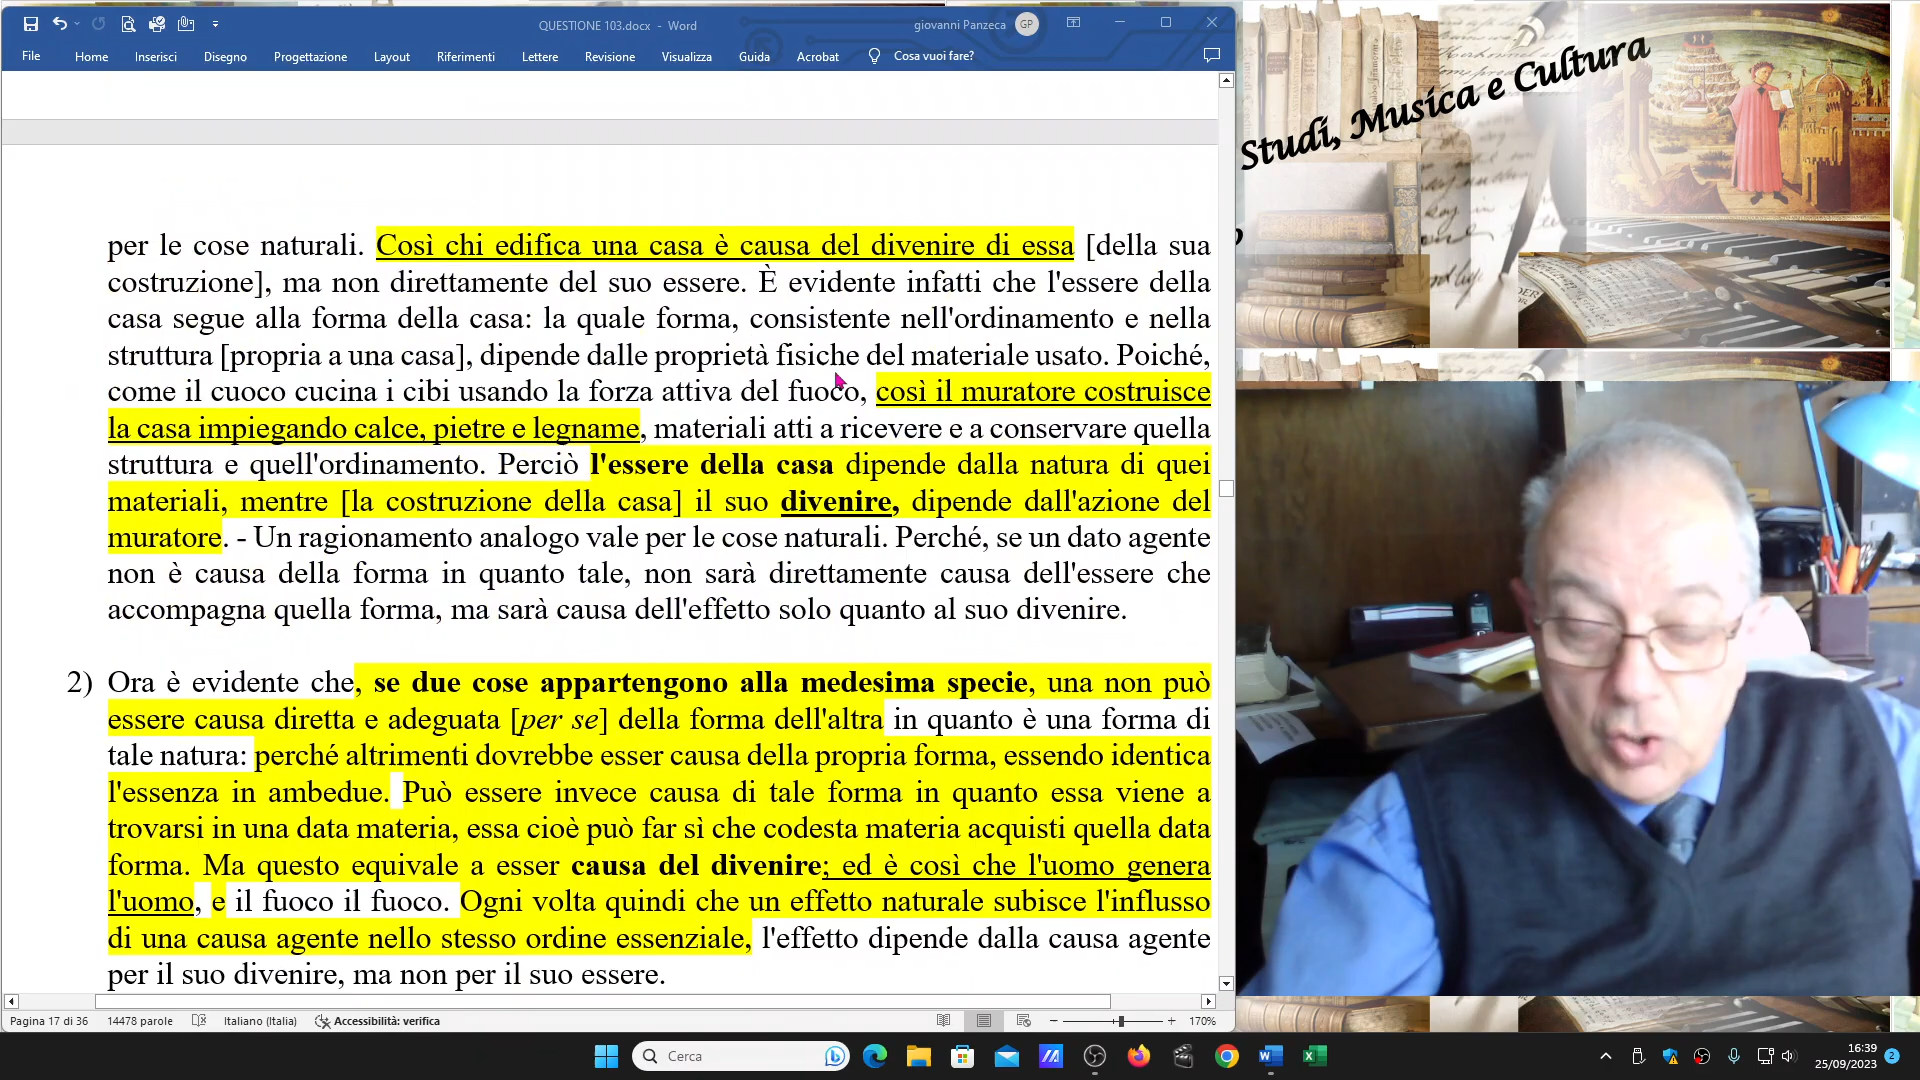 QUESTIONE 103.docx - Word
giovanni Panzeca
GP
File
Home
Inserisci
Disegno
Progettazione
Layout
Riferimenti
Lettere
Revisione
Visualizza
Guida
Acrobat
Cosa vuoi fare?
per le cose naturali. Così chi edifica una casa è causa del divenire di essa [della sua
costruzione], ma non direttamente del suo essere. È evidente infatti che l'essere della
casa segue alla forma della casa: la quale forma, consistente nell'ordinamento e nella
struttura [propria a una casa], dipende dalle proprietà fisiche del materiale usato. Poiché,
come il cuoco cucina i cibi usando la forza attiva del fuoco, così il muratore costruisce
la casa impiegando calce, pietre e legname, materiali atti a ricevere e a conservare quella
struttura e quell'ordinamento. Perciò l'essere della casa dipende dalla natura di quei
materiali, mentre [la costruzione della casa] il suo divenire, dipende dall'azione del
muratore. - Un ragionamento analogo vale per le cose naturali. Perché, se un dato agente
non è causa della forma in quanto tale, non sarà direttamente causa dell'essere che
accompagna quella forma, ma sarà causa dell'effetto solo quanto al suo divenire.
2) Ora è evidente che, se due cose appartengono alla medesima specie, una non può
essere causa diretta e adeguata [per se] della forma dell'altra in quanto è una forma di
tale natura: perché altrimenti dovrebbe esser causa della propria forma, essendo identica
l'essenza in ambedue. Può essere invece causa di tale forma in quanto essa viene a
trovarsi in una data materia, essa cioè può far sì che codesta materia acquisti quella data
forma. Ma questo equivale a esser causa del divenire; ed è così che l'uomo genera
l'uomo, e il fuoco il fuoco. Ogni volta quindi che un effetto naturale subisce l'influsso
di una causa agente nello stesso ordine essenziale, l'effetto dipende dalla causa agente
per il suo divenire, ma non per il suo essere.
Pagina 17 di 36
14478 parole
Italiano (Italia)
Accessibilità: verifica
170%
Studi, Musica e Cultura
Cerca
16:39
25/09/2023
2